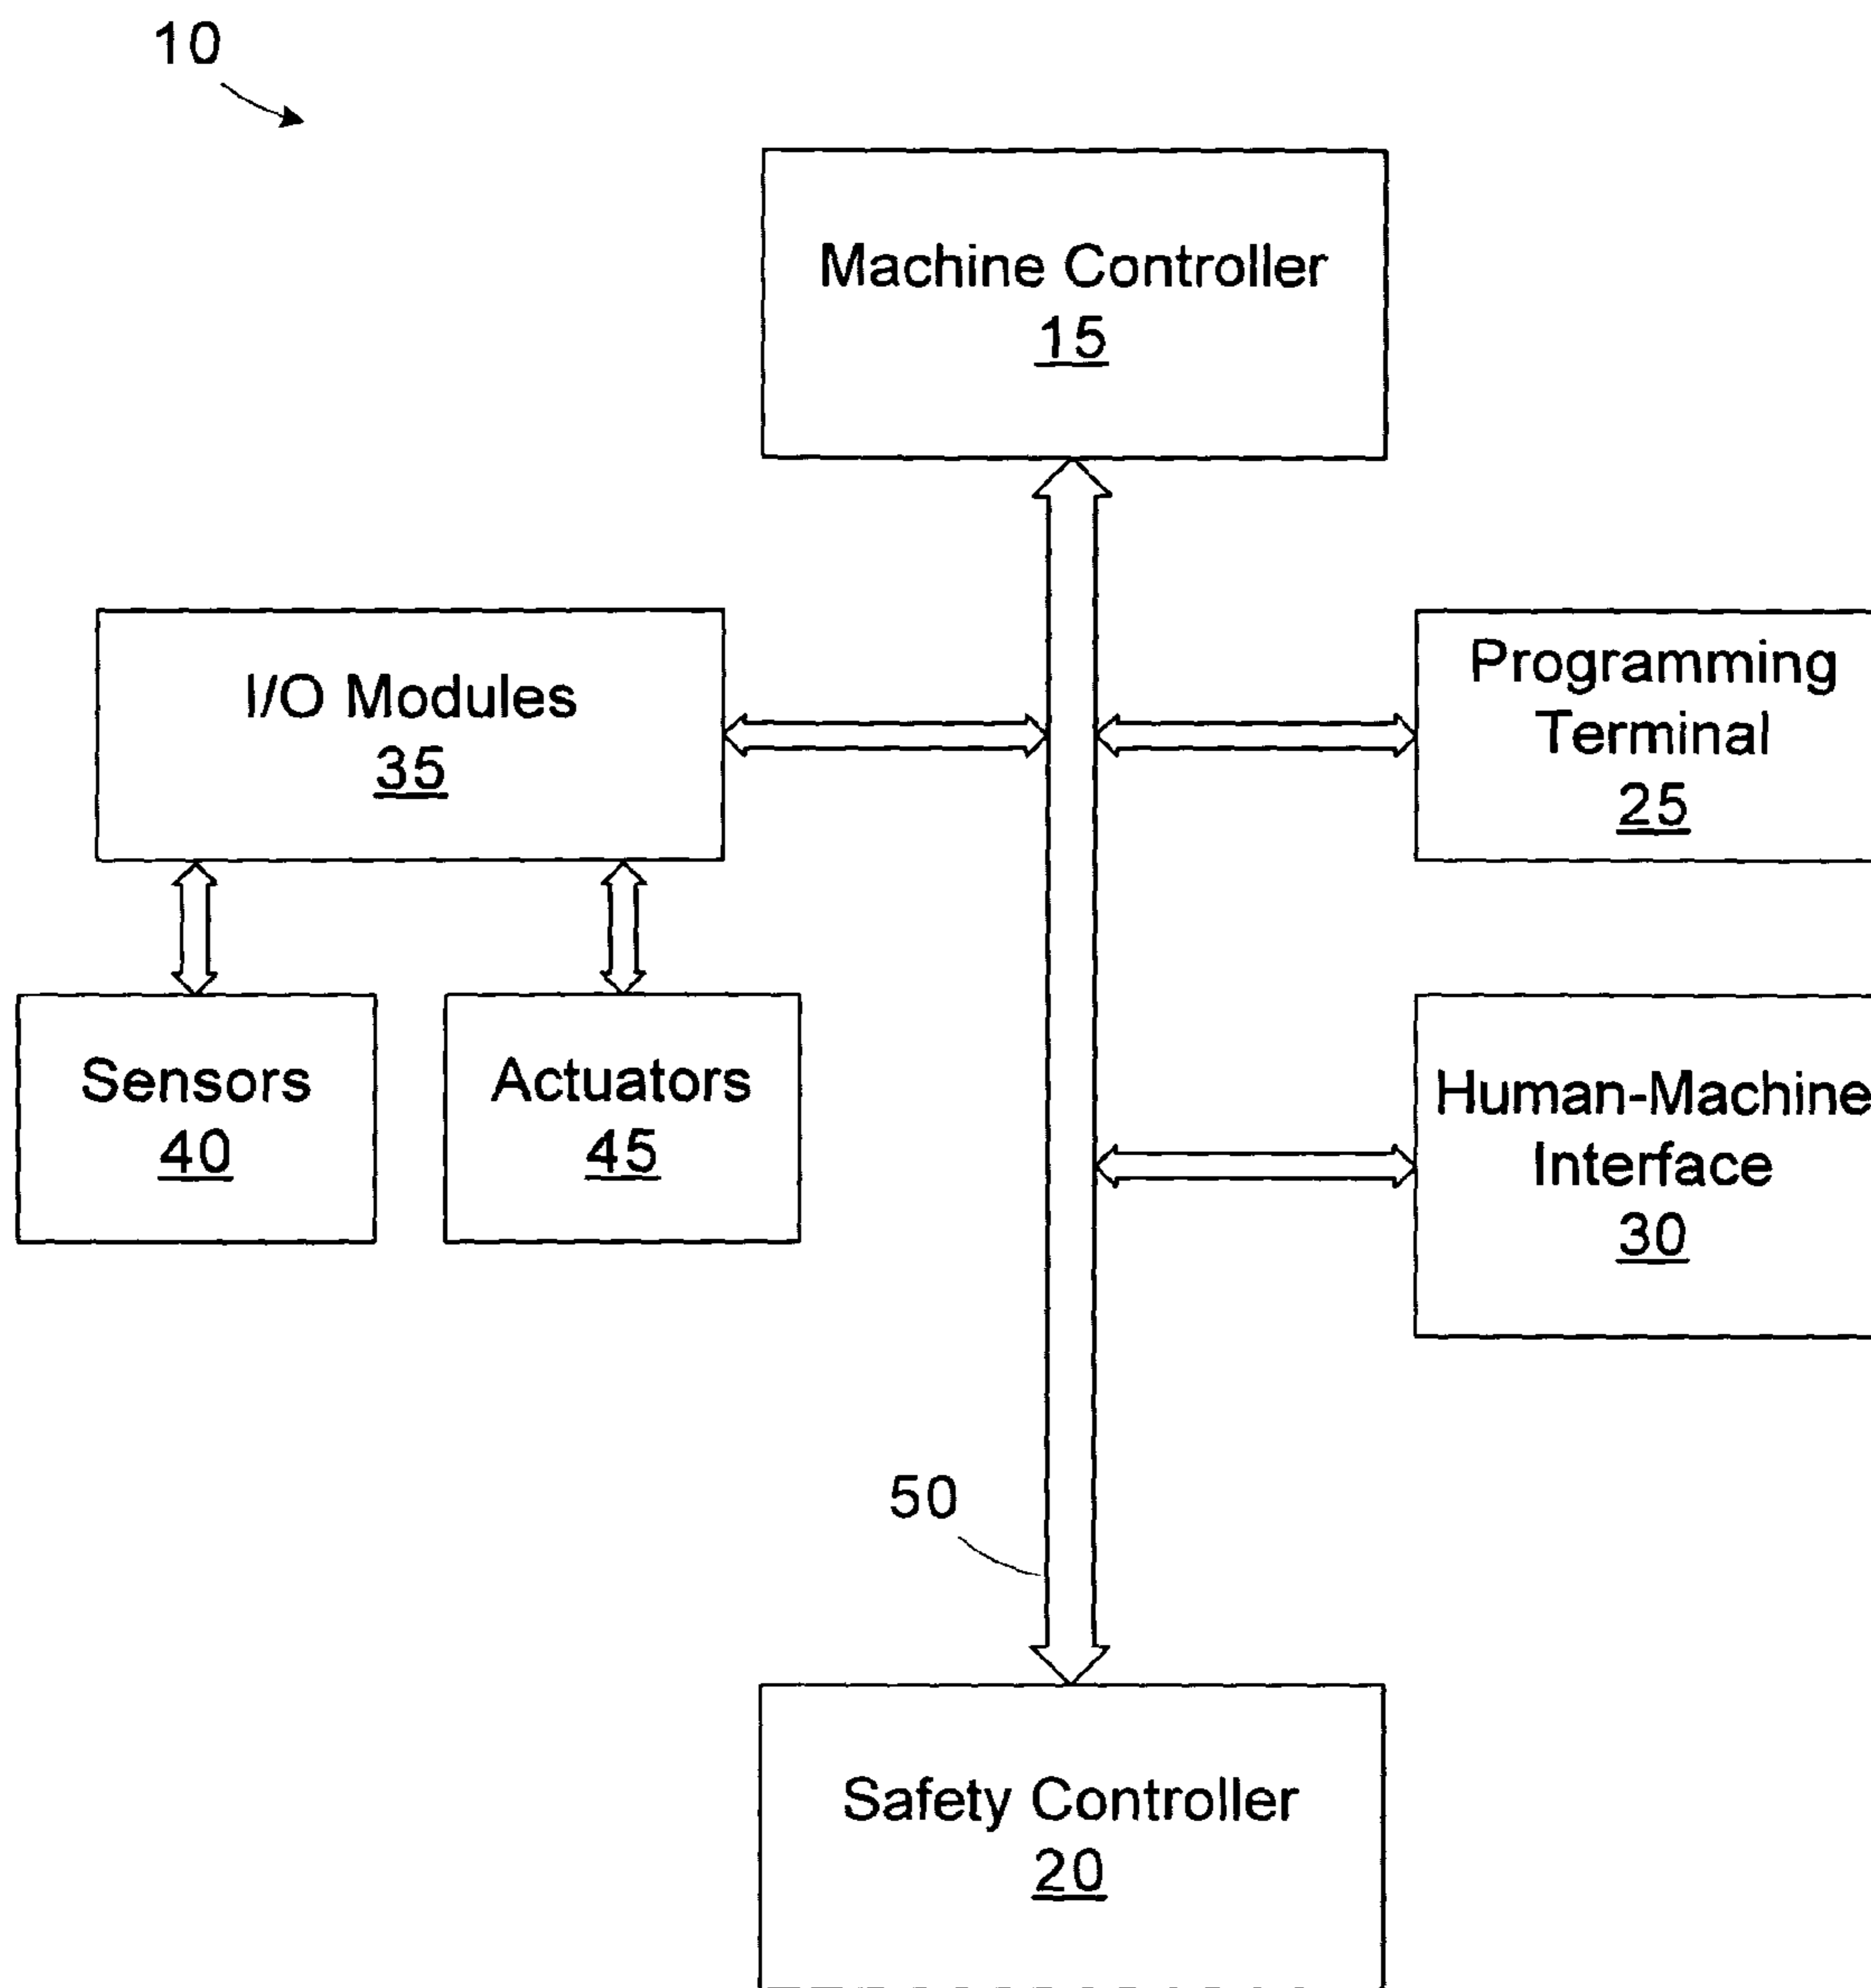 10
Machine Controller
15
I/O Modules
35
Programming
Terminal
25
Sensors
40
Actuators
45
Human-Machine
Interface
30
50
Safety Controller
20